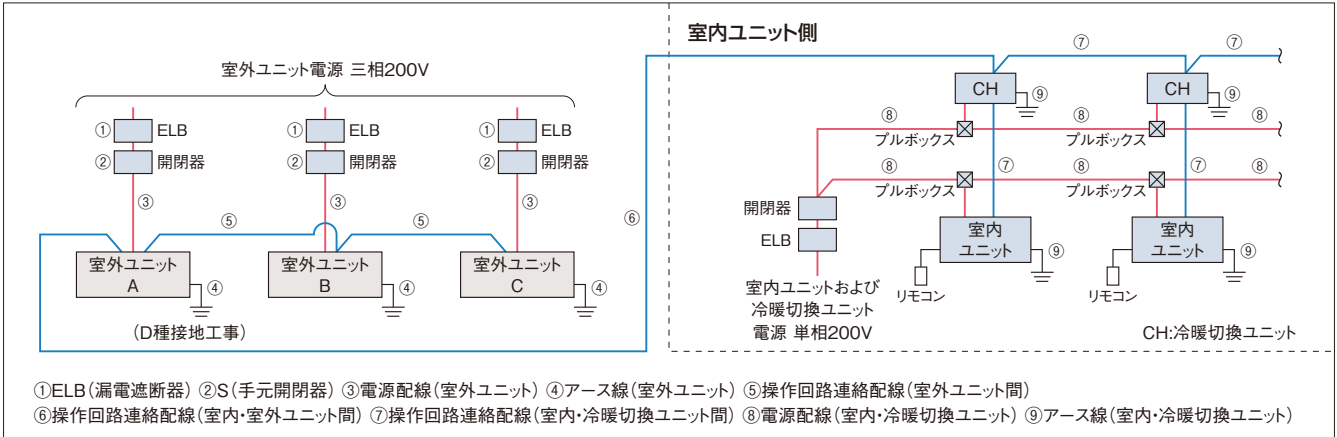 室内ユニット側
室外ユニット電源 三相200V
① ELB ① ELB ① ELB
② 開閉器 ② 開閉器 ② 開閉器
③ ③ ③
⑤ ⑤ ⑥
室外ユニット A ④
室外ユニット B ④
室外ユニット C ④
(D種接地工事)
⑦ ⑦
CH ⑨ CH ⑨
⑧ ⑧ ⑧
プルボックス プルボックス
⑧ ⑦ ⑧ ⑦ ⑧
プルボックス プルボックス
開閉器
ELB
室内
ユニット
⑨
リモコン
室内
ユニット
⑨
リモコン
室内ユニットおよび
冷暖切換ユニット
電源 単相200V
CH:冷暖切換ユニット
①ELB(漏電遮断器) ②S(手元開閉器) ③電源配線(室外ユニット) ④アース線(室外ユニット) ⑤操作回路連絡配線(室外ユニット間)
⑥操作回路連絡配線(室内・室外ユニット間) ⑦操作回路連絡配線(室内・冷暖切換ユニット間) ⑧電源配線(室内・冷暖切換ユニット) ⑨アース線(室内・冷暖切換ユニット)